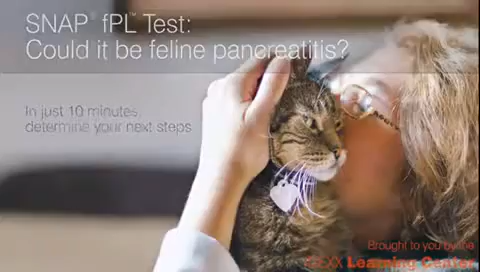 SNAP® fPL™ Test:
Could it be feline pancreatitis?
In just 10 minutes,
determine your next steps
Brought to you by the
Learning Center